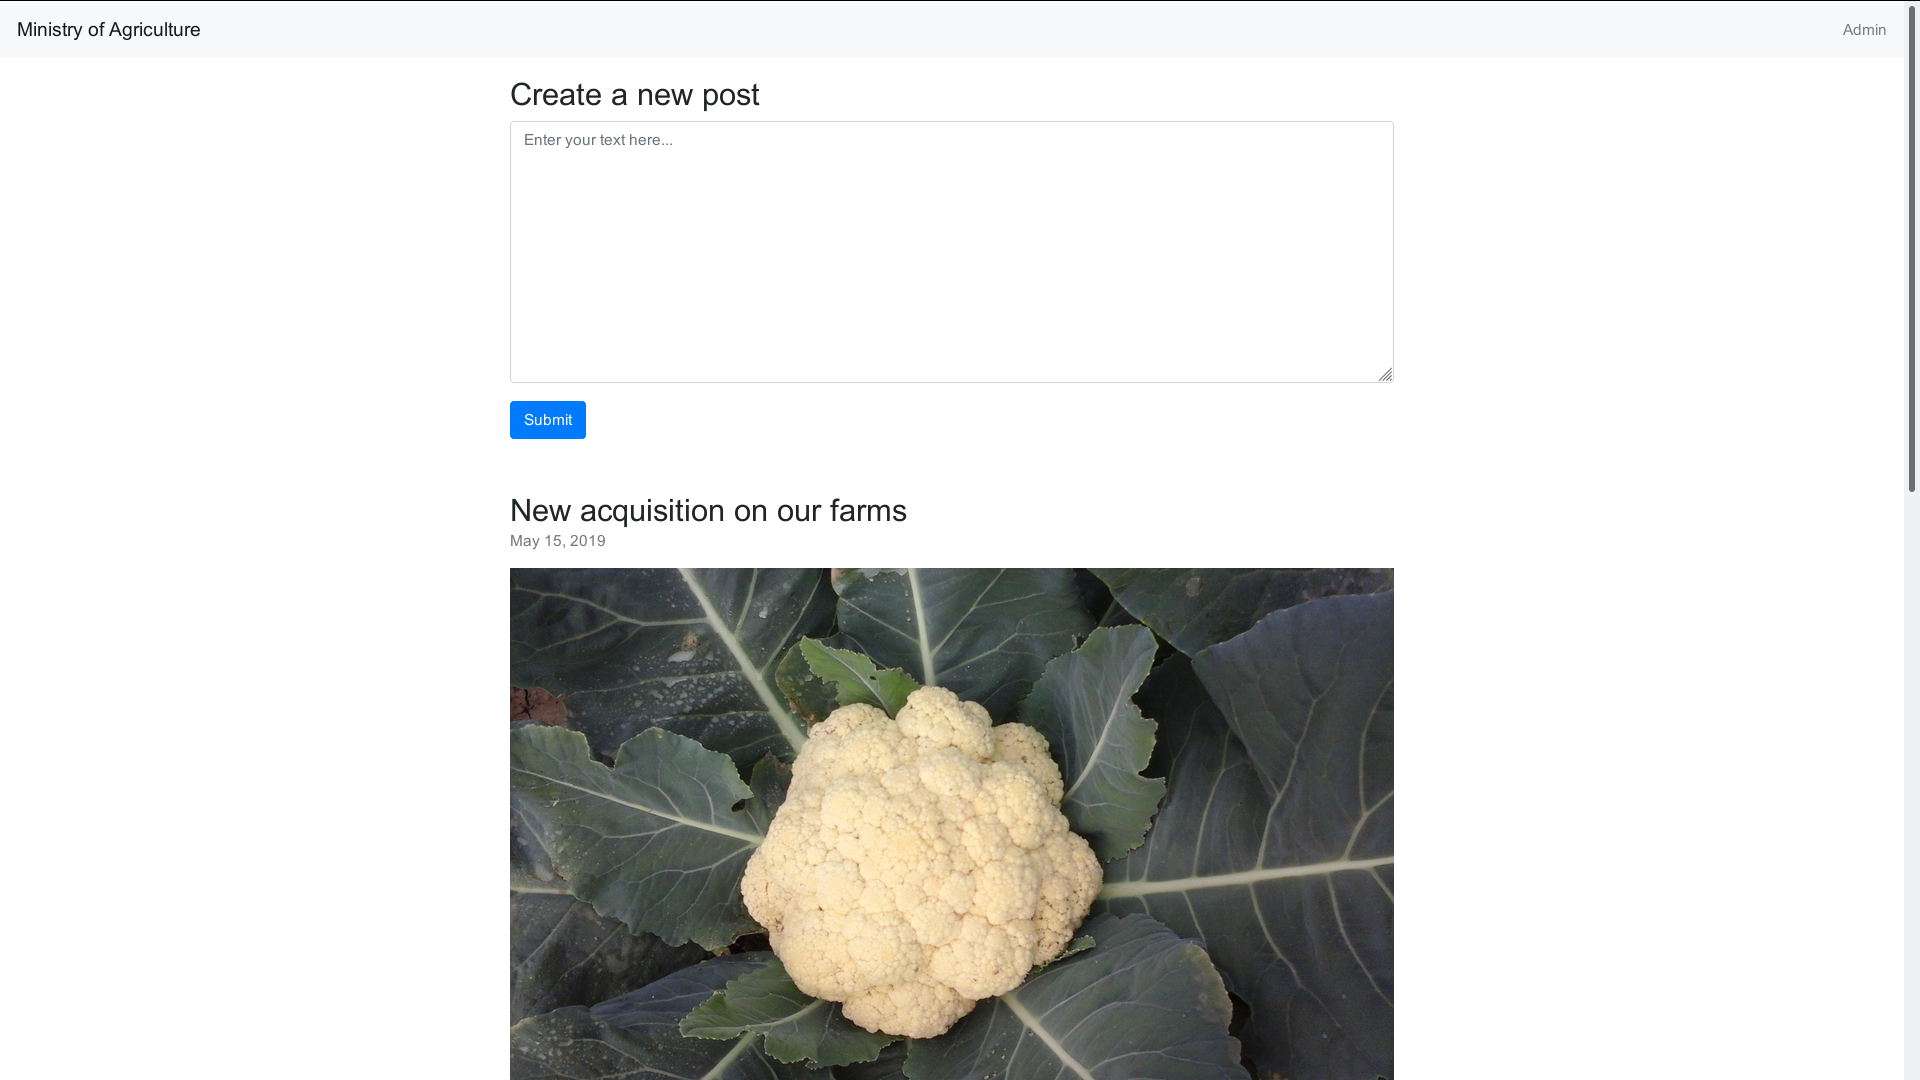 Ministry of Agriculture
Admin
Create a new post
Enter your text here...
Submit
New acquisition on our farms
May 15, 2019